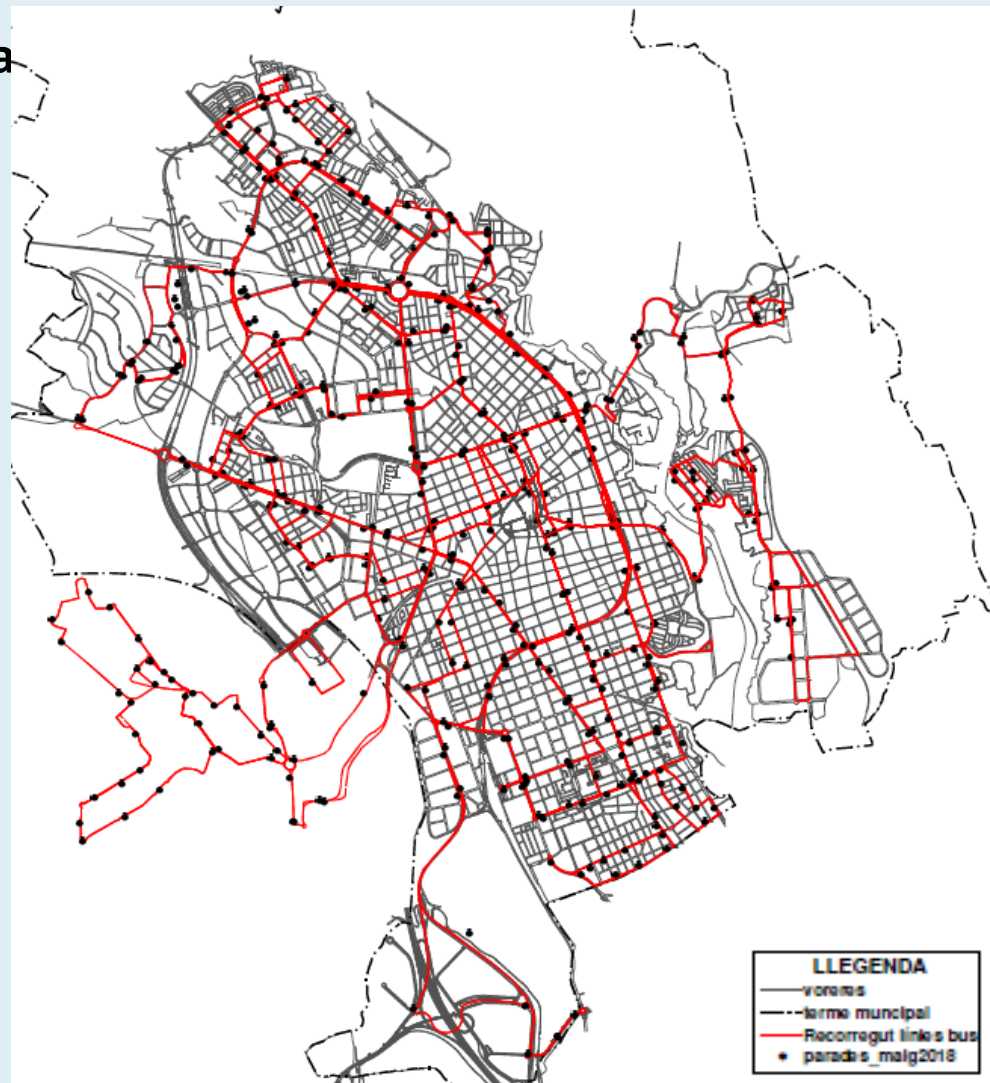 a
LLEGENDA
voreres
terme muncipal
Recorregut línies bus
parades_maig2018